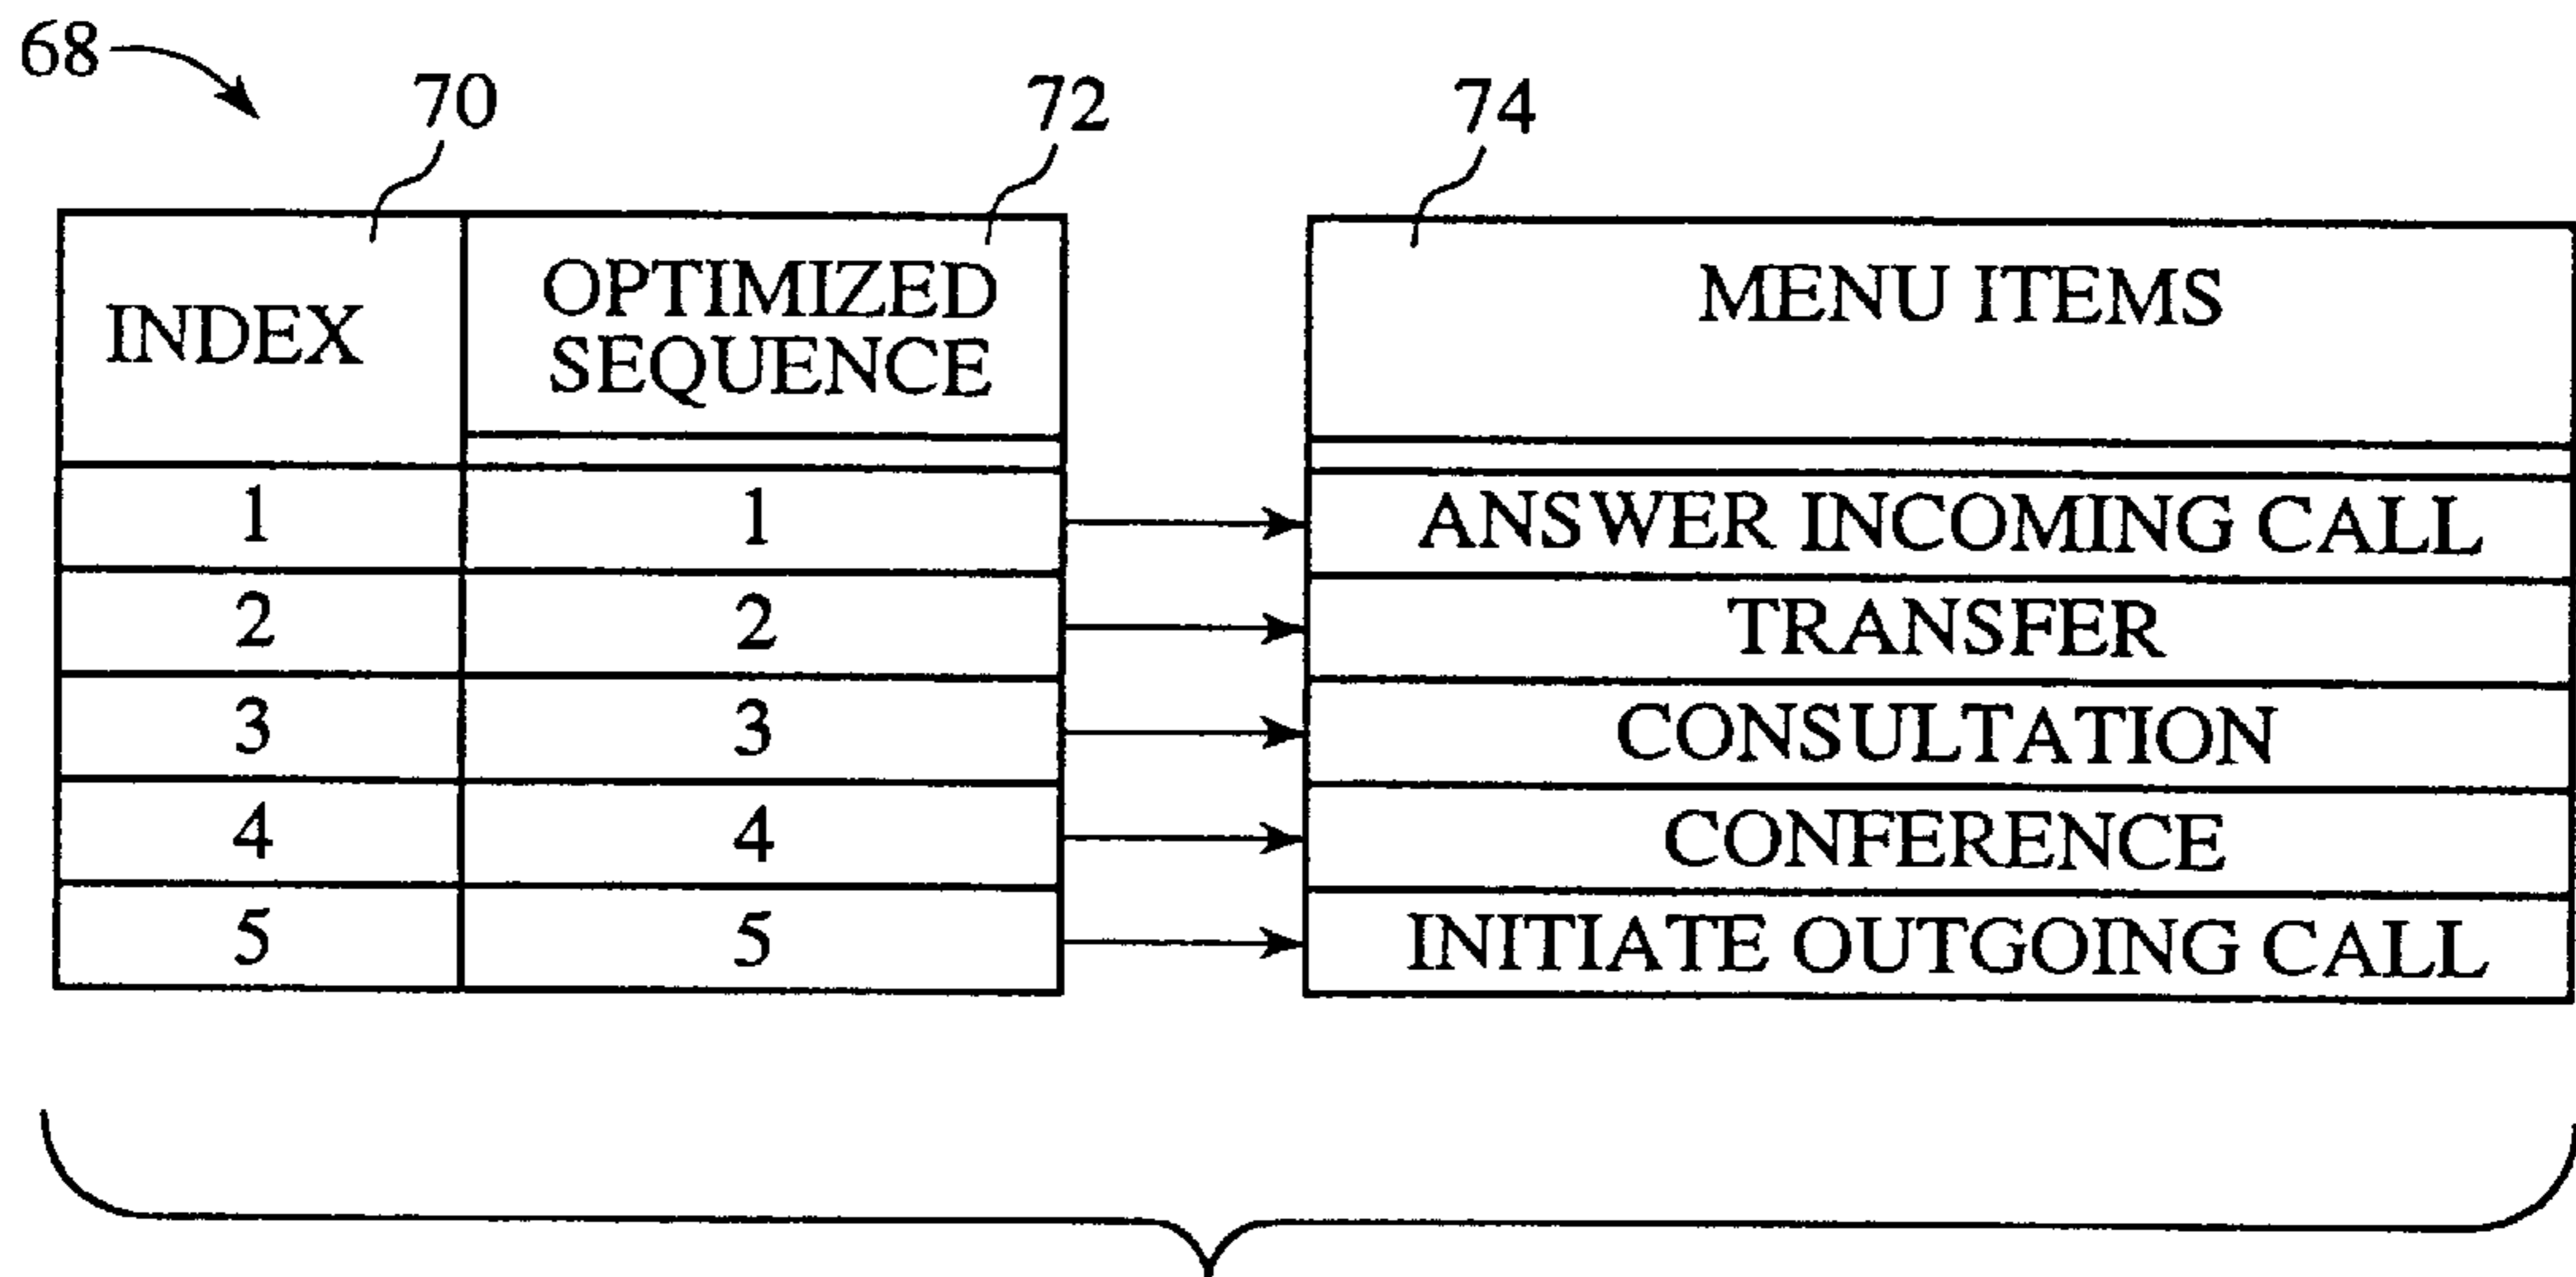 68
70
72
74
INDEX
OPTIMIZED
SEQUENCE
MENU ITEMS
1 1 ANSWER INCOMING CALL
2 2 TRANSFER
3 3 CONSULTATION
4 4 CONFERENCE
5 5 INITIATE OUTGOING CALL